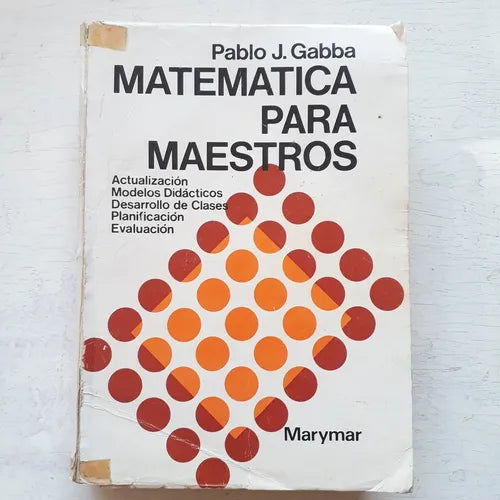 Pablo J. Gabba
MATEMATICA
PARA
MAESTROS
Actualización
Modelos Didácticos
Desarrollo de Clases
Planificación
Evaluación
Marymar